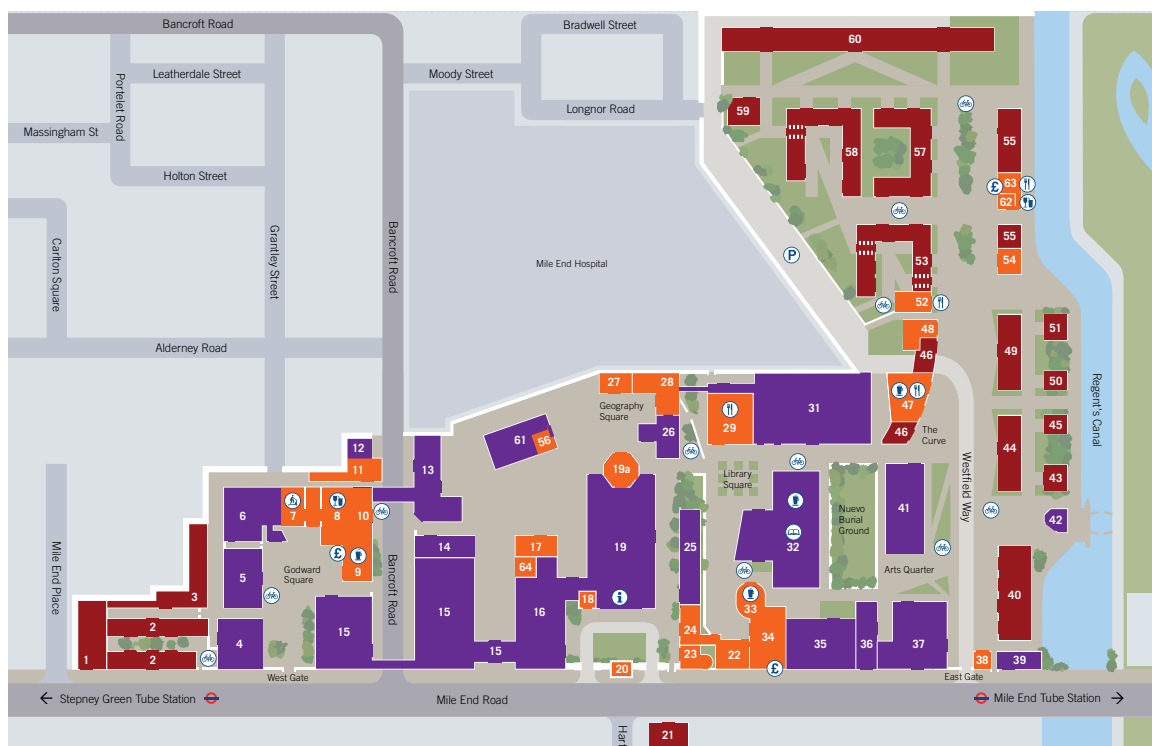 Bancroft Road
Bradwell Street
60
Leatherdale Street
Moody Street
Portelet Road
Longnor Road
59
Massingham St
58
57
55
Holton Street
63
£
62
Carlton Square
Grantley Street
Bancroft Road
P
55
53
54
Mile End Hospital
52
48
51
Alderney Road
46
49
50
Regent's Canal
27
28
47
Geography
Square
31
29
46
The
Curve
45
26
44
61
56
12
13
11
19a
Library
Square
43
Westfield Way
6
7
8
10
Nuevo
Burial
Ground
41
42
14
17
19
25
32
£
9
Godward
Square
64
5
Arts Quarter
Mile End Place
Bancroft Road
3
15
16
18
i
33
40
15
2
24
34
4
35
36
37
1
2
15
23
22
38
39
20
£
West Gate
East Gate
Stepney Green Tube Station
Mile End Road
Mile End Tube Station
Hart
21